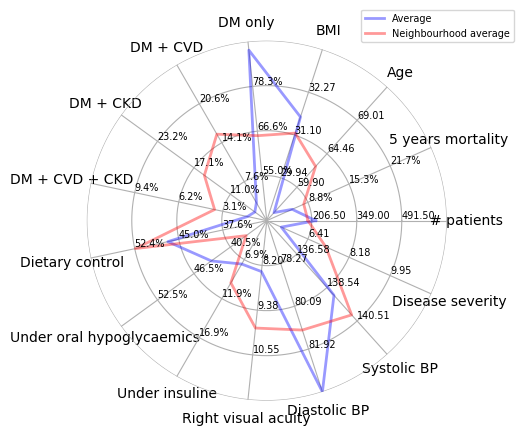 Average
Neighbourhood average
DM only
BMI
DM + CVD
Age
DM + CKD
5 years mortality
DM + CVD + CKD
# patients
Dietary control
Disease severity
Under oral hypoglycaemics
Systolic BP
Under insuline
Diastolic BP
Right visual acuity
78.3%
66.6%
55.0%
32.27
31.10
29.94
69.01
64.46
59.90
21.7%
15.3%
8.8%
206.50
349.00
491.50
6.41
8.18
9.95
136.58
138.54
140.51
78.27
80.09
81.92
8.20
9.38
10.55
6.9%
11.9%
16.9%
40.5%
46.5%
52.5%
37.6%
45.0%
52.4%
3.1%
6.2%
9.4%
11.0%
17.1%
23.2%
7.6%
14.1%
20.6%